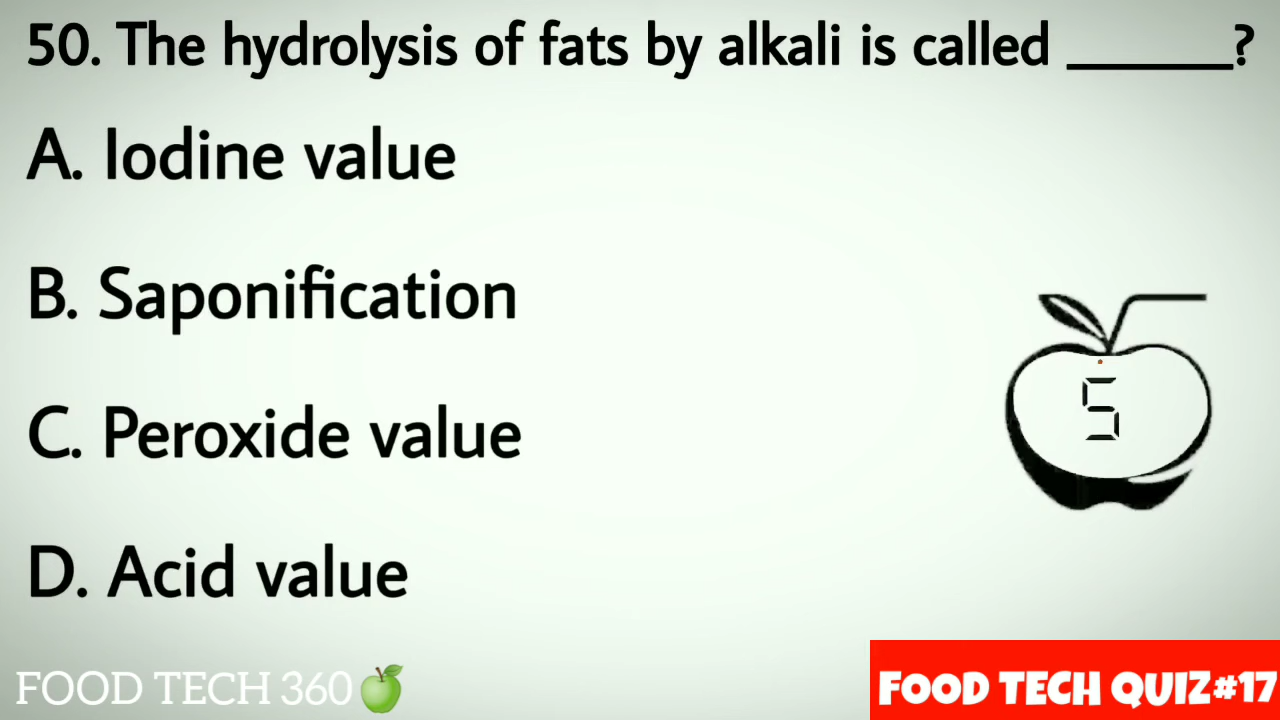 50. The hydrolysis of fats by alkali is called ______?
A. Iodine value
B. Saponification
5
C. Peroxide value
D. Acid value
FOOD TECH 360
FOOD TECH QUIZ#17